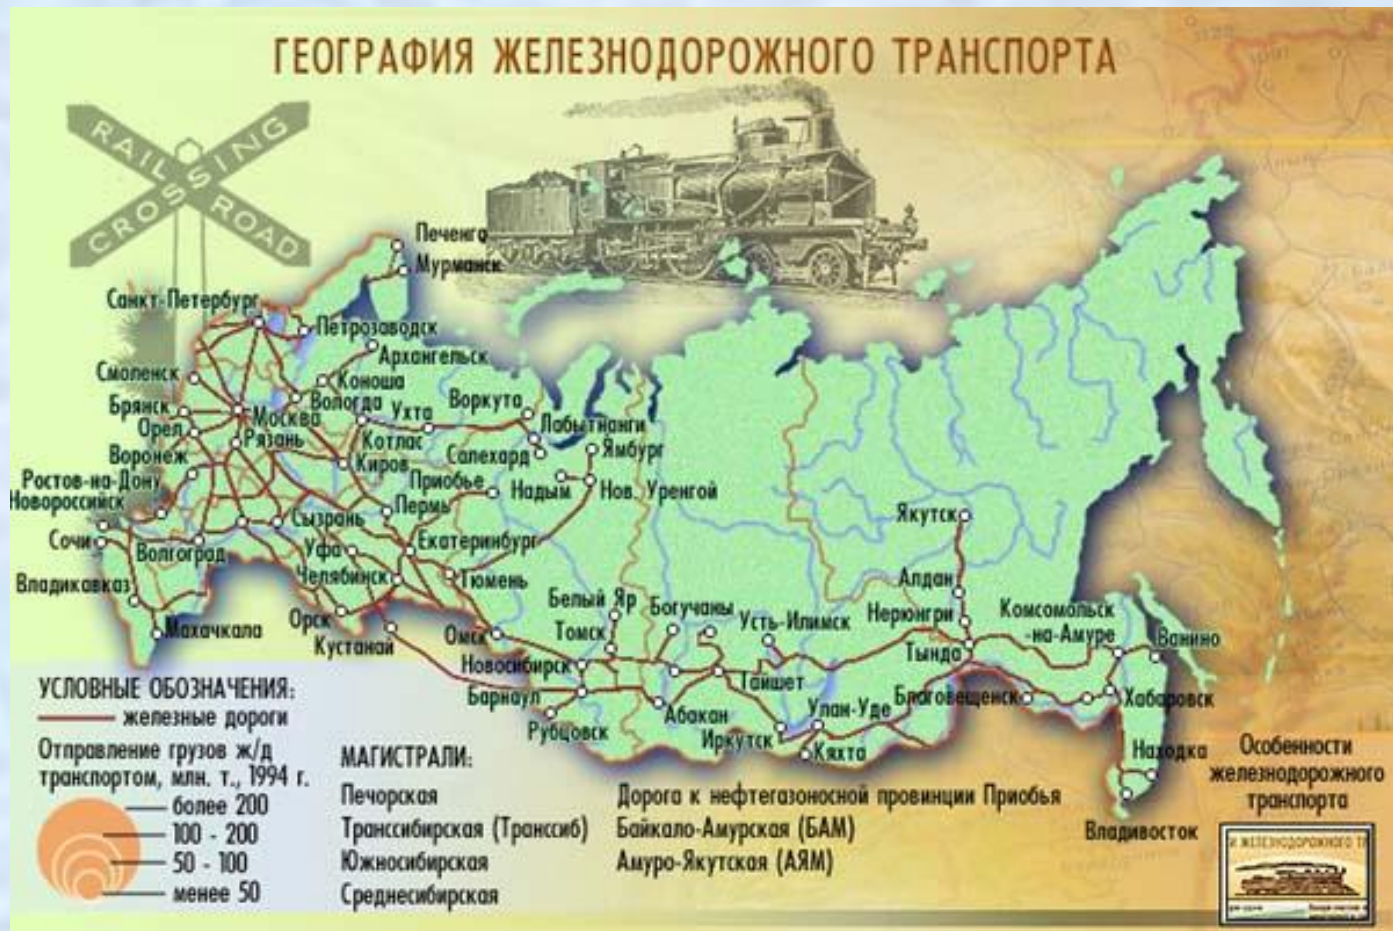 ГЕОГРАФИЯ ЖЕЛЕЗНОДОРОЖНОГО ТРАНСПОРТА
RAIL ROAD
CROSSING
Печенга
Мурманск
Санкт-Петербург
Петрозаводск
Архангельск
Смоленск
Коноша
Брянск
Вологда
Воркута
Москва
Ухта
Орел
Рязань
Котлас
Лабытнанги
Воронеж
Киров
Салехард
Ямбург
Ростов-на-Дону
Приобье
Надым
Нов. Уренгой
Новороссийск
Сызрань
Пермь
Якутск
Сочи
Волгоград
Уфа
Екатеринбург
Владикавказ
Челябинск
Тюмень
Алдан
Белый Яр
Богучаны
Махачкала
Орск
Томск
Усть-Илимск
Нерюнгри
Комсомольск
-на-Амуре
Кустанай
Омск
Тында
Ванино
Новосибирск
Тайшет
Барнаул
Абакан
Улан-Уде
Благовещенск
Хабаровск
Рубцовск
Иркутск
Кяхта
Находка
Владивосток
УСЛОВНЫЕ ОБОЗНАЧЕНИЯ:
железные дороги
Отправление грузов ж/д
транспортом, млн. т., 1994 г.
более 200
100 - 200
50 - 100
менее 50
МАГИСТРАЛИ:
Печорская
Транссибирская (Транссиб)
Южносибирская
Среднесибирская
Дорога к нефтегазоносной провинции Приобья
Байкало-Амурская (БАМ)
Амуро-Якутская (АЯМ)
Особенности
железнодорожного
транспорта
И ЖЕЛЕЗНОДОРОЖНОГО ТР